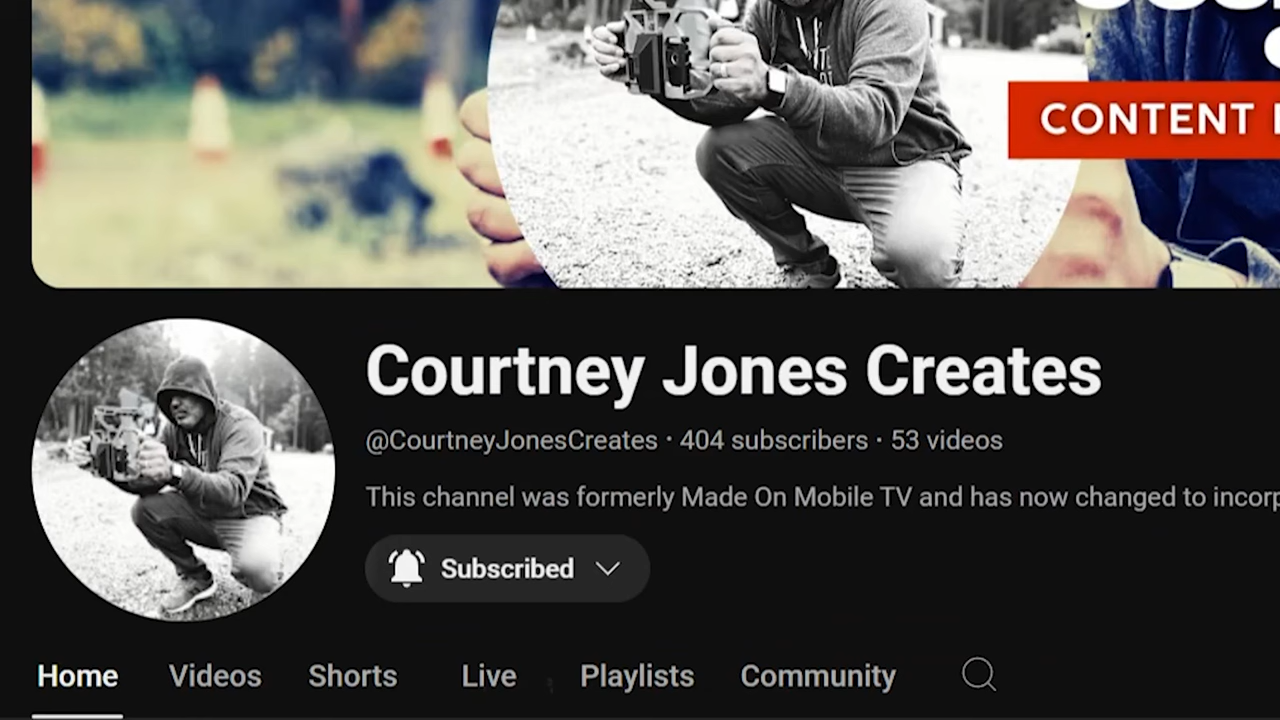 CONTENT
Courtney Jones Creates
@CourtneyJonesCreates · 404 subscribers · 53 videos
This channel was formerly Made On Mobile TV and has now changed to
Subscribed
Home Videos Shorts Live Playlists Community